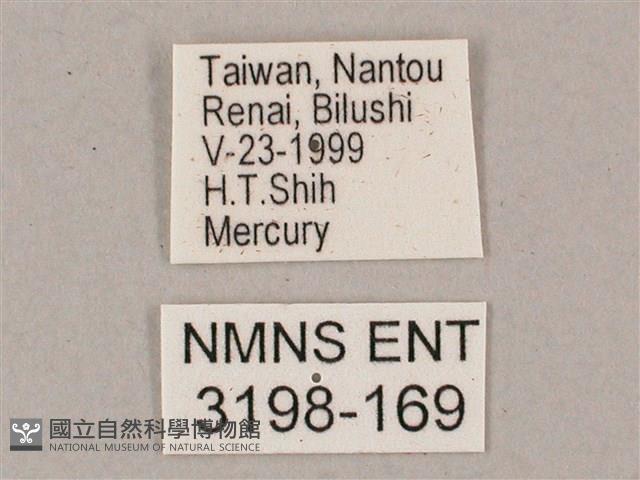 Taiwan, Nantou
Renai, Bilushi
V-23-1999
H.T.Shih
Mercury
NMNS ENT
3198-169
國立自然科學博物館
NATIONAL MUSEUM OF NATURAL SCIENCE